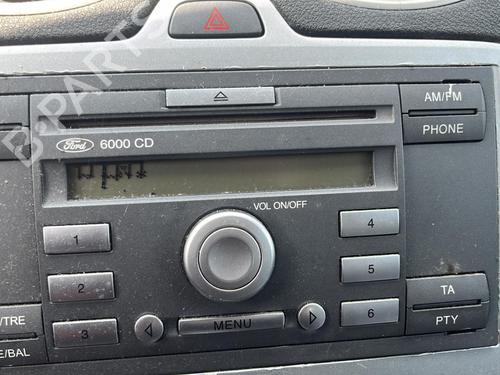 B-PARTS
Ford 6000 CD
AM/FM
PHONE
VOL ON/OFF
1
4
2
5
3
6
MENU
TA
PTY
/TRE
E/BAL